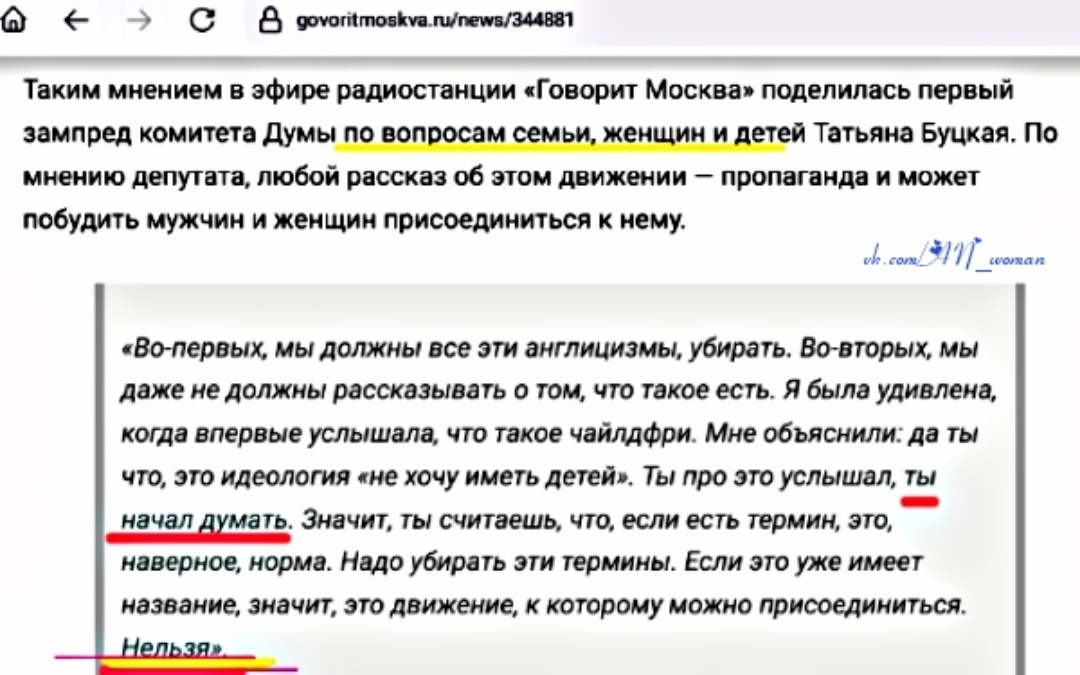 govoritmoskva.ru/news/344881
Таким мнением в эфире радиостанции «Говорит Москва» поделилась первый
зампред комитета Думы по вопросам семьи, женщин и детей Татьяна Буцкая. По
мнению депутата, любой рассказ об этом движении — пропаганда и может
побудить мужчин и женщин присоединиться к нему.
vk.com/AN_woman
«Во-первых, мы должны все эти англицизмы, убирать. Во-вторых, мы
даже не должны рассказывать о том, что такое есть. Я была удивлена,
когда впервые услышала, что такое чайлдфри. Мне объяснили: да ты
что, это идеология «не хочу иметь детей». Ты про это услышал, ты
начал думать. Значит, ты считаешь, что, если есть термин, это,
наверное, норма. Надо убирать эти термины. Если это уже имеет
название, значит, это движение, к которому можно присоединиться.
Нельзя».